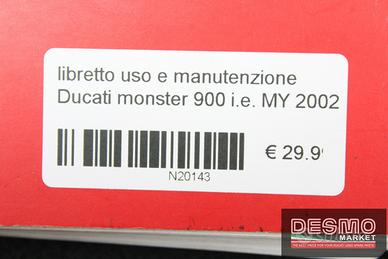 libretto uso e manutenzione
Ducati monster 900 i.e. MY 2002
€ 29.9
N20143
DESMO
MARKET